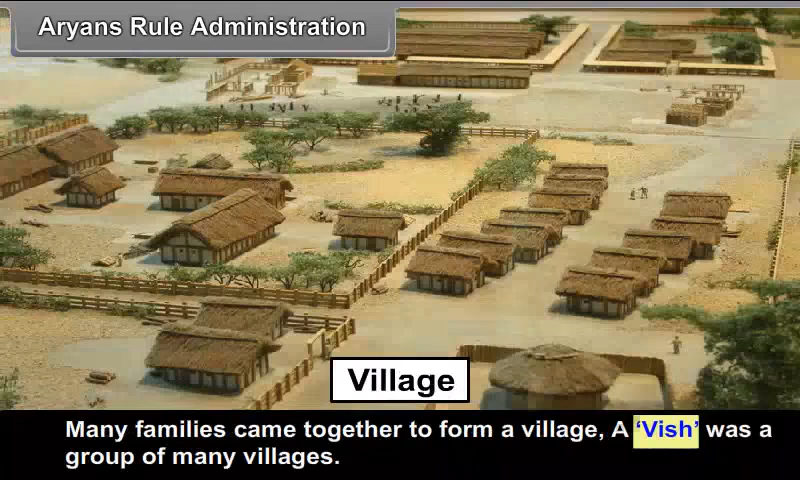 Aryans Rule Administration
Village
Many families came together to form a village, A ‘Vish’ was a
group of many villages.